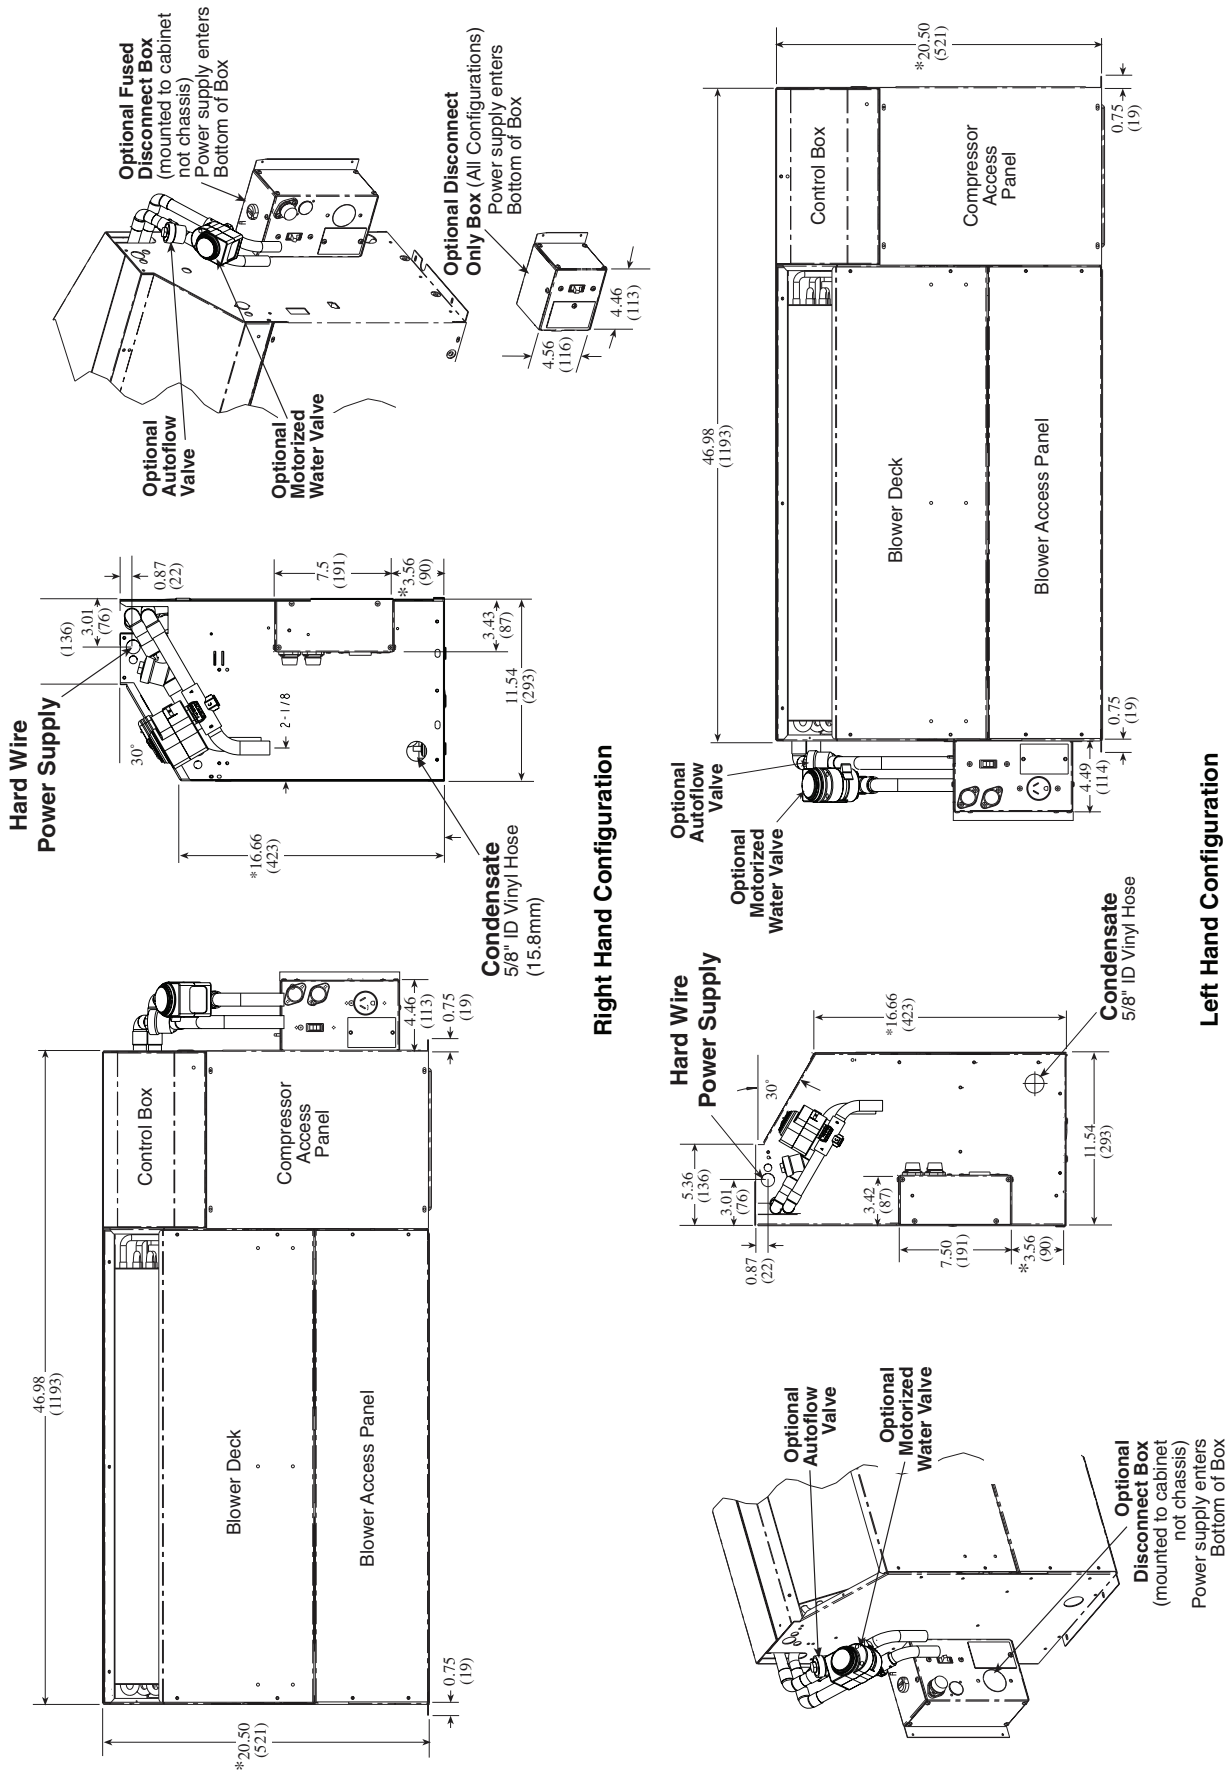 46.98
(1193)
*20.50
(521)
Blower Deck
Blower Access Panel
Control Box
Compressor
Access
Panel
0.75
(19)
4.46
(113)
0.75
(19)
Hard Wire
Power Supply
(136)
3.01
(76)
0.87
(22)
30°
*16.66
(423)
2-1/8
7.5
(191)
*3.56
(90)
3.43
(87)
11.54
(293)
Condensate
5/8" ID Vinyl Hose
(15.8mm)
Optional
Autoflow
Valve
Optional
Motorized
Water Valve
Optional Fused
Disconnect Box
(mounted to cabinet
not chassis)
Power supply enters
Bottom of Box
Optional Disconnect
Only Box (All Configurations)
Power supply enters
Bottom of Box
4.56
(116)
4.46
(113)
Right Hand Configuration
Optional
Autoflow
Valve
Optional
Motorized
Water Valve
Optional
Disconnect Box
(mounted to cabinet
not chassis)
Power supply enters
Bottom of Box
Hard Wire
Power Supply
5.36
(136)
3.01
(76)
0.87
(22)
30°
*16.66
(423)
3.42
(87)
7.50
(191)
*3.56
(90)
11.54
(293)
Condensate
5/8" ID Vinyl Hose
Optional
Autoflow
Valve
Optional
Motorized
Water Valve
46.98
(1193)
*20.50
(521)
Blower Deck
Blower Access Panel
Control Box
Compressor
Access
Panel
4.49
(114)
0.75
(19)
0.75
(19)
Left Hand Configuration